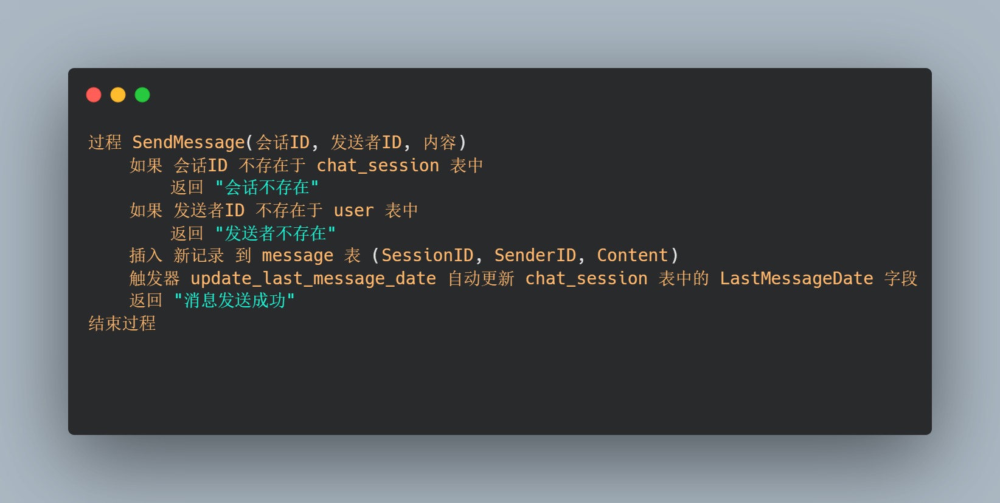 过程 SendMessage(会话ID, 发送者ID, 内容)
    如果 会话ID 不存在于 chat_session 表中
        返回 "会话不存在"
    如果 发送者ID 不存在于 user 表中
        返回 "发送者不存在"
    插入 新记录 到 message 表 (SessionID, SenderID, Content)
    触发器 update_last_message_date 自动更新 chat_session 表中的 LastMessageDate 字段
    返回 "消息发送成功"
结束过程